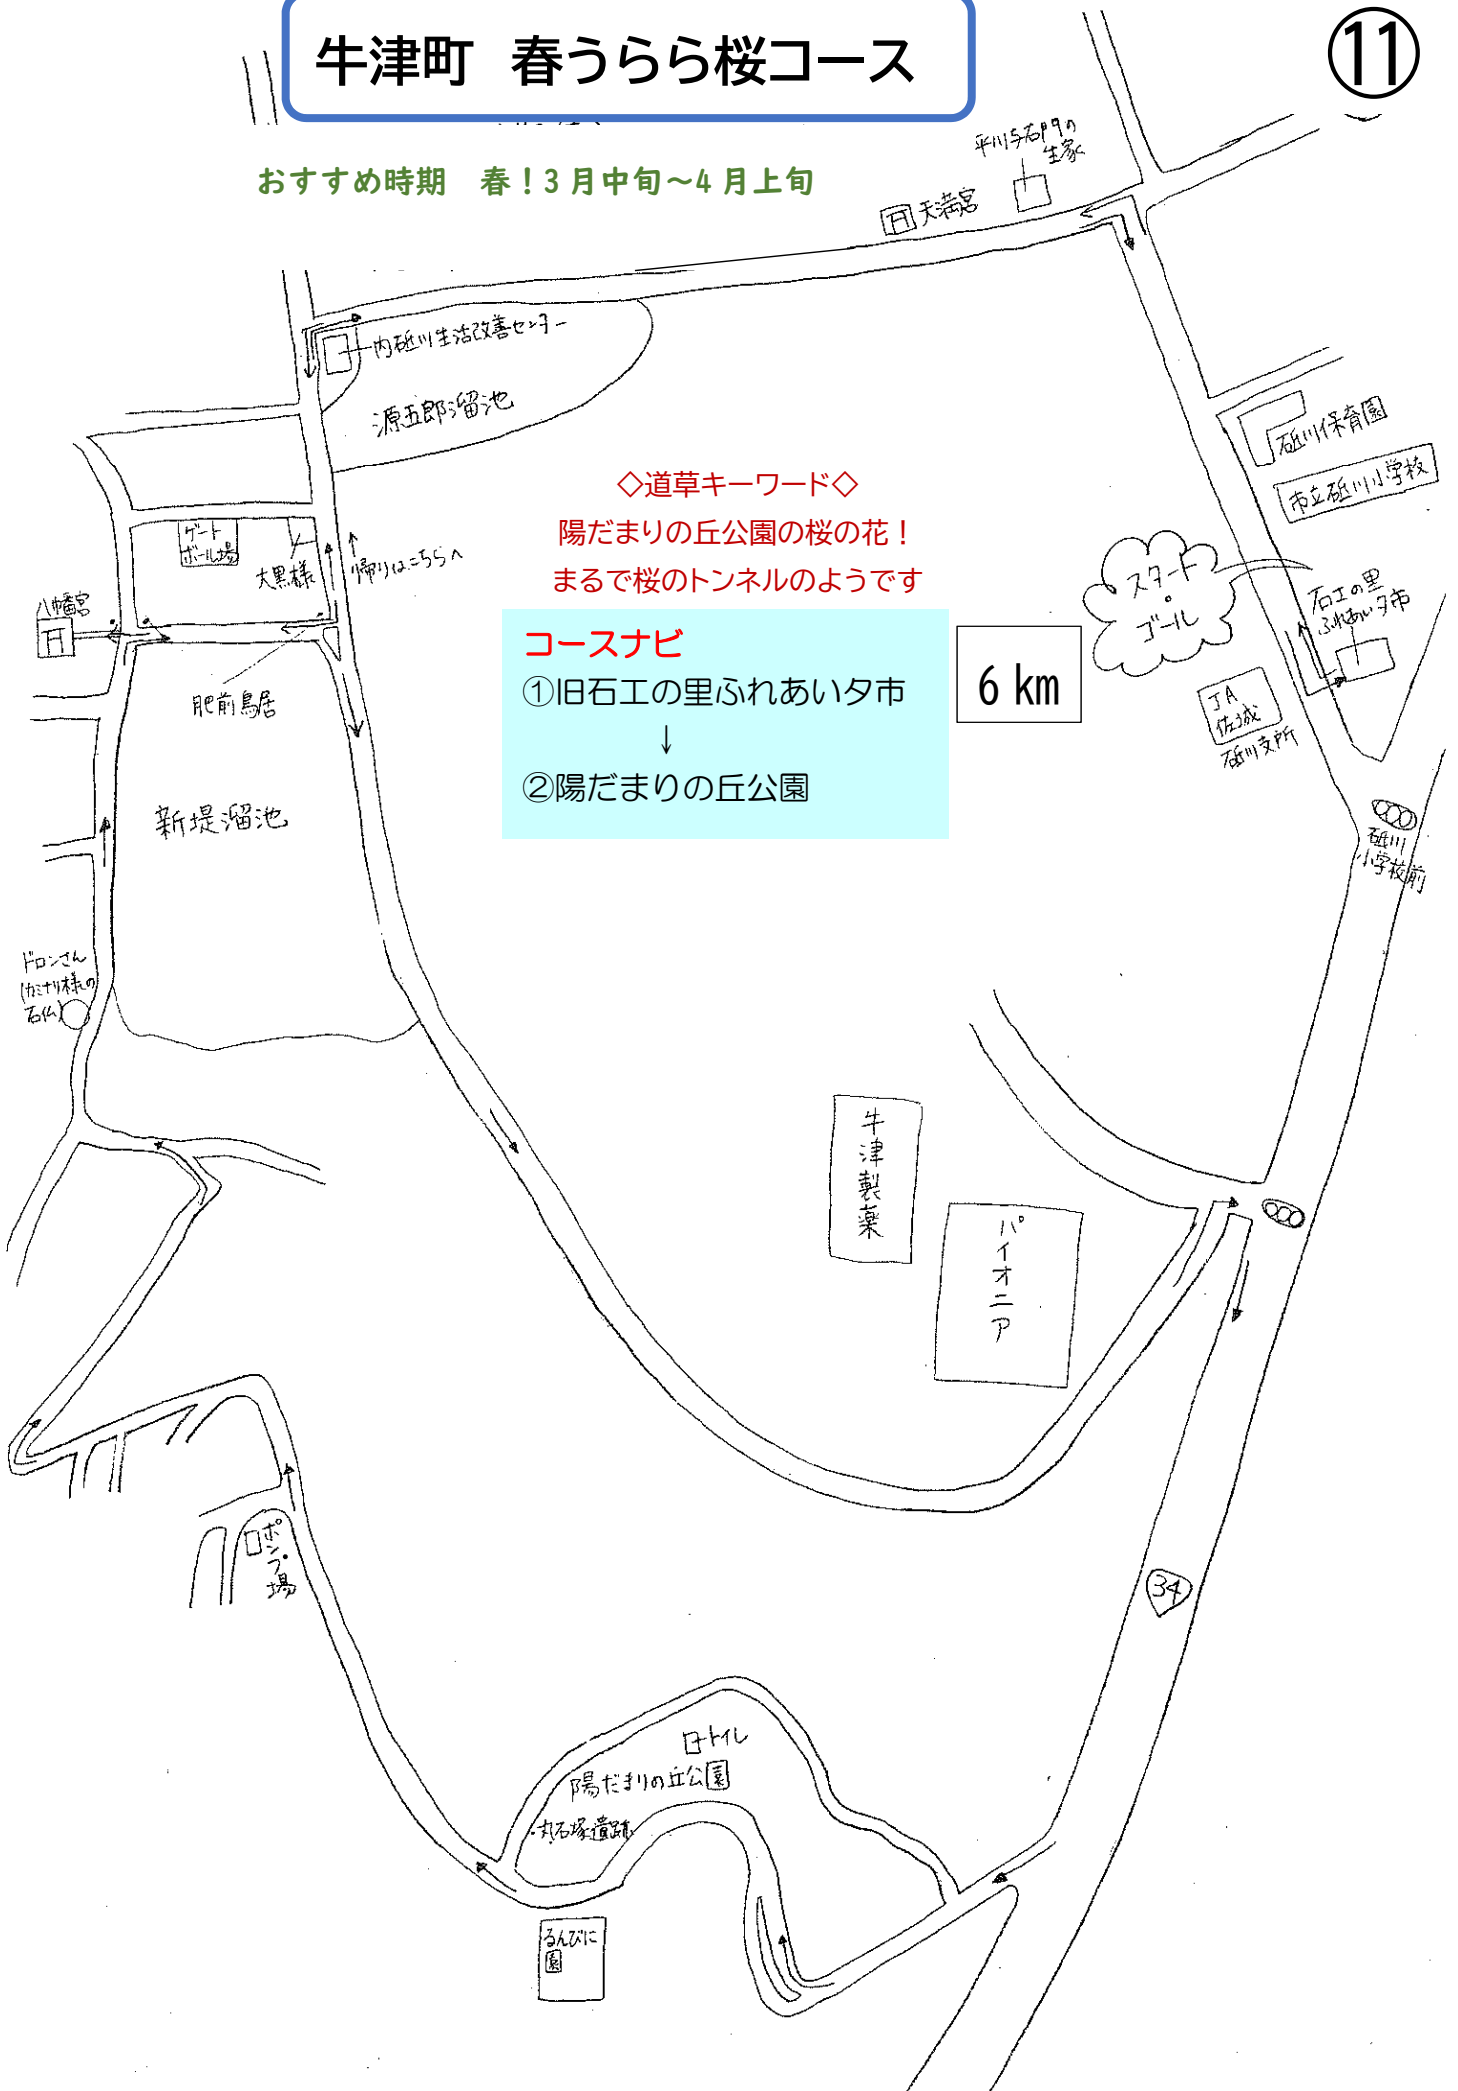 牛津町 春うらら桜コース
⑪
おすすめ時期 春！3月中旬～4月上旬
平川与右門の
生家
天満宮
内砥川生活改善センター
源五郎溜池
砥川保育園
市立砥川小学校
◇道草キーワード◇
陽だまりの丘公園の桜の花！
まるで桜のトンネルのようです
ゲート
ボール場
大黒様
帰りはこちらへ
スタート
・
ゴール
石工の里
ふれあい夕市
八幡宮
肥前鳥居
コースナビ
①旧石工の里ふれあい夕市
↓
②陽だまりの丘公園
6 km
JA
佐城
砥川支所
新堤溜池
砥川
小学校前
ドロンさん
(カミナリ様の
石仏)
牛津製薬
パイオニア
ポンプ場
34
トイレ
陽だまりの丘公園
・丸石塚遺跡
るんびに
園